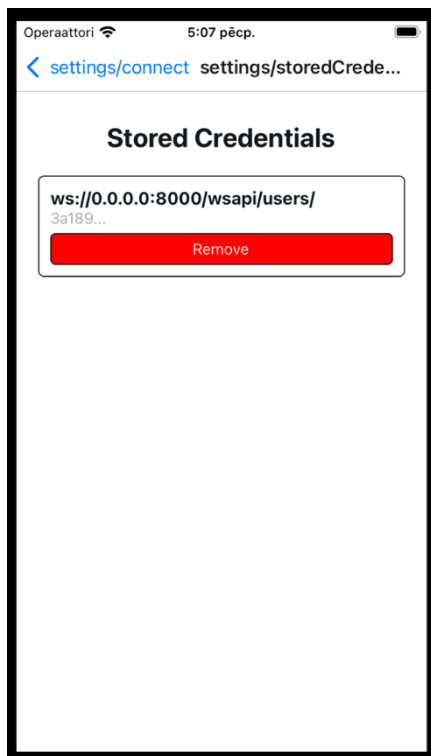 Operaattori 5:07 pēcp.
settings/connect settings/storedCrede...
Stored Credentials
ws://0.0.0.0:8000/wsapi/users/
3a189...
Remove